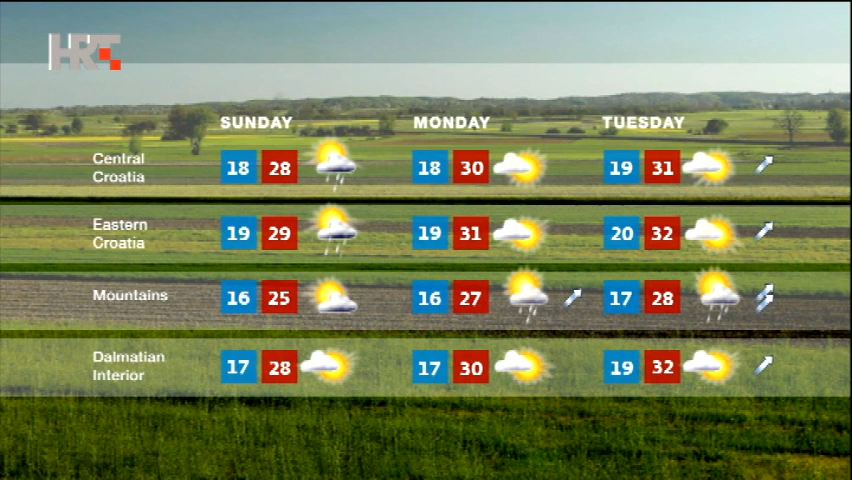 HRT
SUNDAY MONDAY TUESDAY
Central
Croatia
18 28 18 30 19 31
Eastern
Croatia
19 29 19 31 20 32
Mountains
16 25 16 27 17 28
Dalmatian
Interior
17 28 17 30 19 32